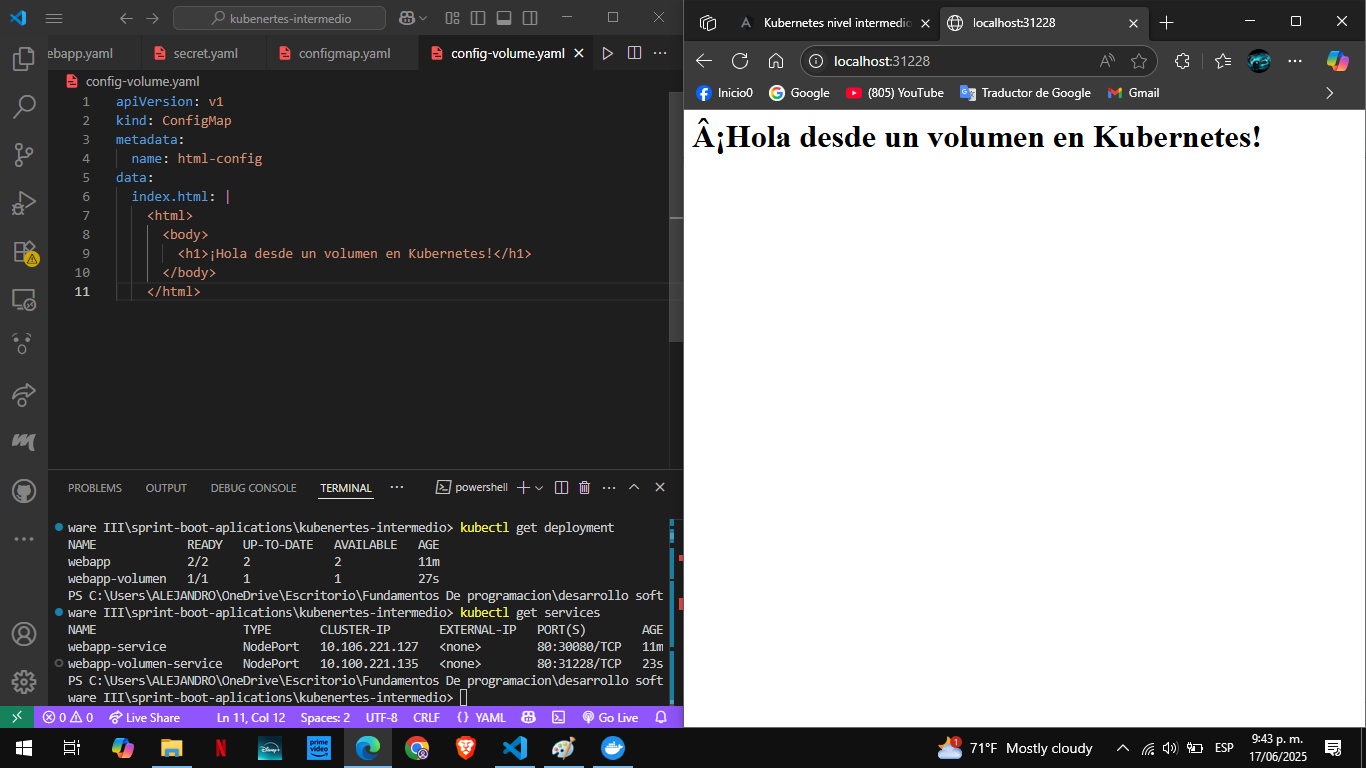 kubenertes-intermedio
ebapp.yaml
secret.yaml
configmap.yaml
config-volume.yaml
config-volume.yaml
1 apiVersion: v1
2 kind: ConfigMap
3 metadata:
4 name: html-config
5 data:
6 index.html: |
7 <html>
8 <body>
9 <h1>¡Hola desde un volumen en Kubernetes!</h1>
10 </body>
11 </html>
PROBLEMS OUTPUT DEBUG CONSOLE TERMINAL ··· powershell
ware III\sprint-boot-aplications\kubenertes-intermedio> kubectl get deployment
NAME READY UP-TO-DATE AVAILABLE AGE
webapp 2/2 2 2 11m
webapp-volumen 1/1 1 1 27s
PS C:\Users\ALEJANDRO\OneDrive\Escritorio\Fundamentos De programacion\desarrollo soft
ware III\sprint-boot-aplications\kubenertes-intermedio> kubectl get services
NAME TYPE CLUSTER-IP EXTERNAL-IP PORT(S) AGE
webapp-service NodePort 10.106.221.127 <none> 80:30080/TCP 11m
webapp-volumen-service NodePort 10.100.221.135 <none> 80:31228/TCP 23s
PS C:\Users\ALEJANDRO\OneDrive\Escritorio\Fundamentos De programacion\desarrollo soft
ware III\sprint-boot-aplications\kubenertes-intermedio>
0 0 Live Share Ln 11, Col 12 Spaces: 2 UTF-8 CRLF {} YAML Go Live
Kubernetes nivel intermedio
localhost:31228
localhost:31228
Inicio0 Google (805) YouTube Traductor de Google Gmail
Â¡Hola desde un volumen en Kubernetes!
1 71°F Mostly cloudy ESP 9:43 p. m.
17/06/2025